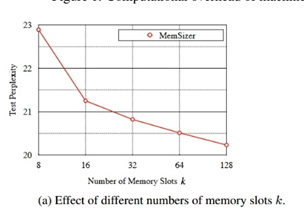 MemSizer
23
22
21
20
Test Perplexity
8 16 32 64 128
Number of Memory Slots k
(a) Effect of different numbers of memory slots k.